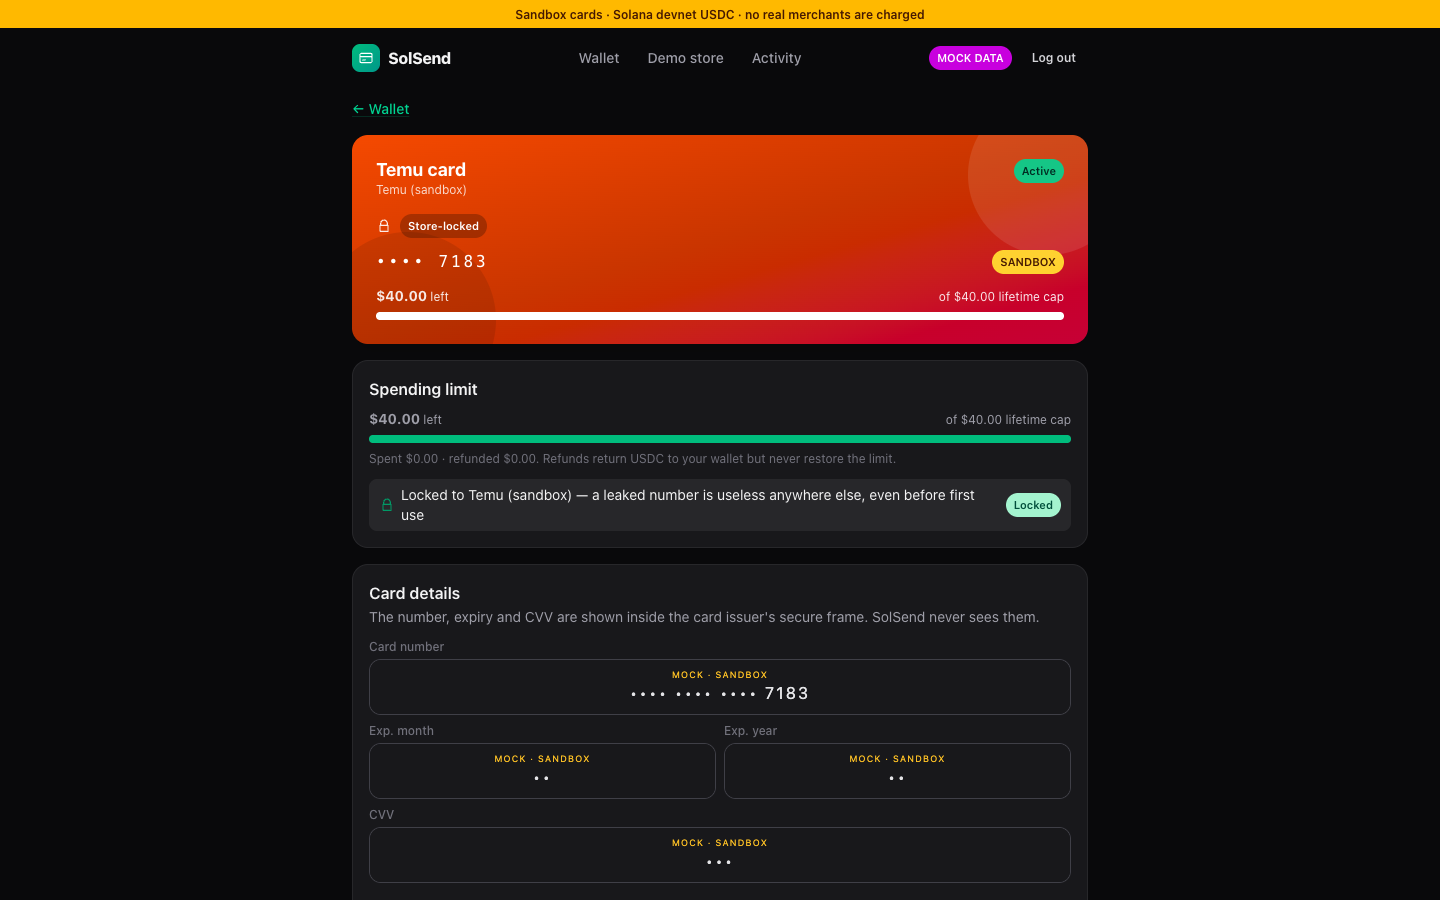 Sandbox cards · Solana devnet USDC · no real merchants are charged
SolSend
Wallet
Demo store
Activity
MOCK DATA
Log out
← Wallet
Temu card
Active
Temu (sandbox)
Store-locked
•••• 7183
SANDBOX
$40.00 left
of $40.00 lifetime cap
Spending limit
$40.00 left
of $40.00 lifetime cap
Spent $0.00 · refunded $0.00. Refunds return USDC to your wallet but never restore the limit.
Locked to Temu (sandbox) — a leaked number is useless anywhere else, even before first
use
Locked
Card details
The number, expiry and CVV are shown inside the card issuer's secure frame. SolSend never sees them.
Card number
MOCK · SANDBOX
•••• •••• •••• 7183
Exp. month
Exp. year
MOCK · SANDBOX
••
MOCK · SANDBOX
••
CVV
MOCK · SANDBOX
•••